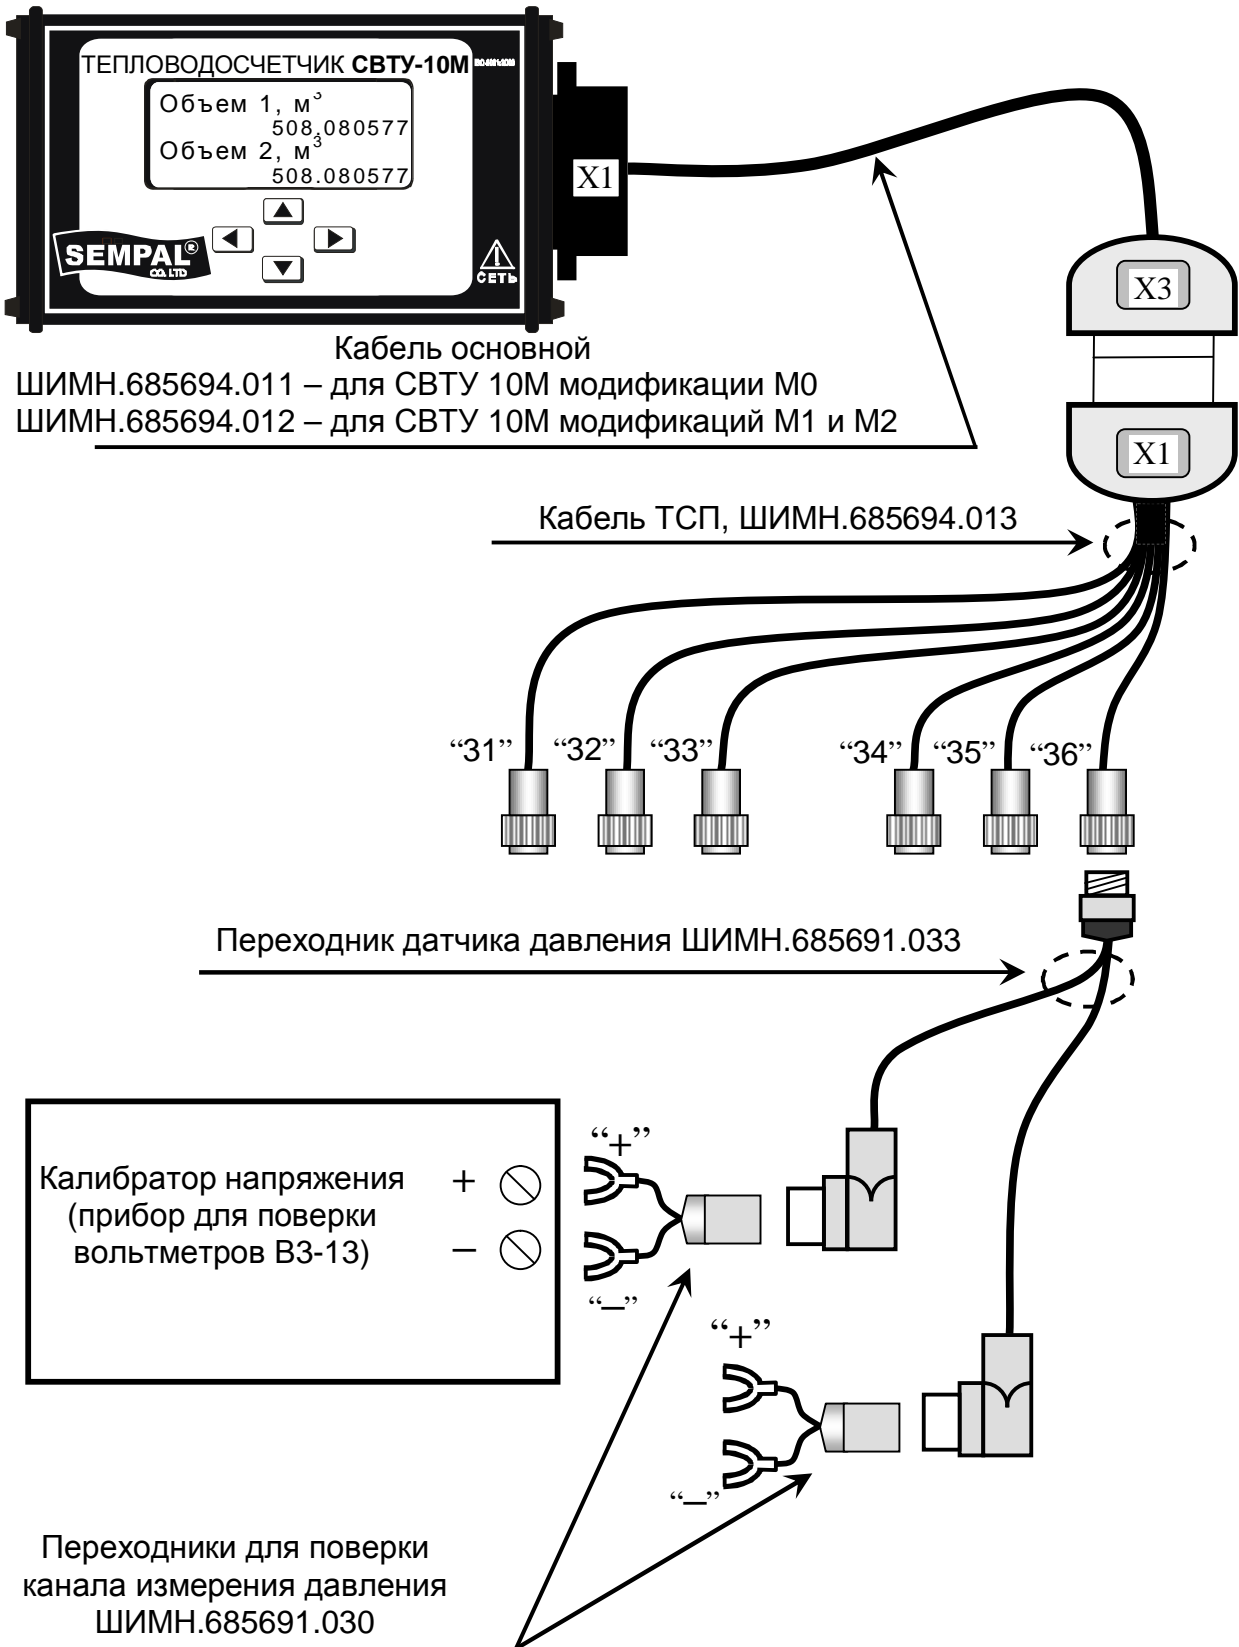 ТЕПЛОВОДОСЧЕТЧИК СВТУ-10М
Объем 1, м³
508.080577
Объем 2, м³
508.080577
X1
SEMPAL®
CO. LTD
СЕТЬ
X3
Кабель основной
ШИМН.685694.011 – для СВТУ 10М модификации М0
ШИМН.685694.012 – для СВТУ 10М модификаций М1 и М2
X1
Кабель ТСП, ШИМН.685694.013
“31” “32” “33” “34” “35” “36”
Переходник датчика давления ШИМН.685691.033
“+”
Калибратор напряжения +
(прибор для поверки
вольтметров В3-13) –
“–”
“+”
“–”
Переходники для поверки
канала измерения давления
ШИМН.685691.030